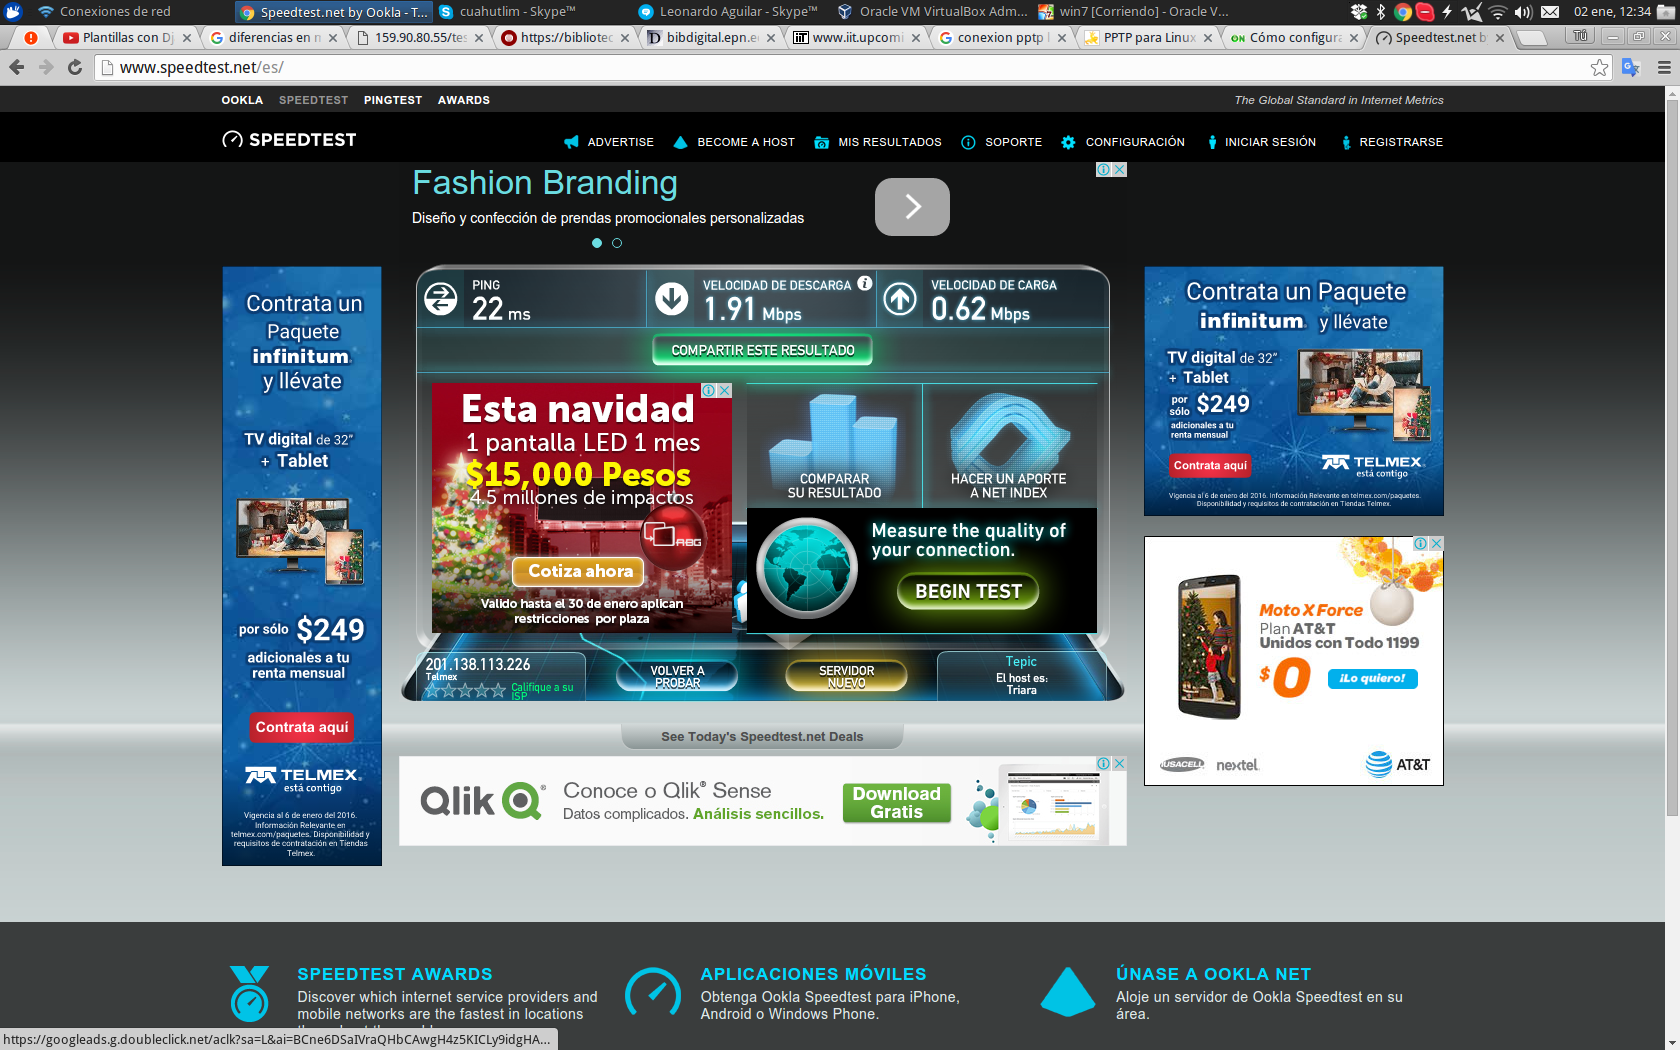 Conexiones de red
Speedtest.net by Ookla - T...
cuahutlim - Skype™
Leonardo Aguilar - Skype™
Oracle VM VirtualBox Adm...
win7 [Corriendo] - Oracle V...
02 ene, 12:34
Plantillas con Dj
diferencias en n
159.90.80.55/tes
https://bibliotec
bibdigital.epn.e
www.iit.upcomi
conexion pptp l
PPTP para Linux
Cómo configura
Speedtest.net b
TÚ
www.speedtest.net/es/
OOKLA SPEEDTEST PINGTEST AWARDS
The Global Standard in Internet Metrics
SPEEDTEST
ADVERTISE
BECOME A HOST
MIS RESULTADOS
SOPORTE
CONFIGURACIÓN
INICIAR SESIÓN
REGISTRARSE
Fashion Branding
Diseño y confección de prendas promocionales personalizadas
PING
22 ms
VELOCIDAD DE DESCARGA
1.91 Mbps
VELOCIDAD DE CARGA
0.62 Mbps
COMPARTIR ESTE RESULTADO
Contrata un
Paquete
infinitum
y llévate
TV digital de 32”
+ Tablet
por sólo $249
adicionales a tu
renta mensual
Contrata aquí
TELMEX
está contigo
Vigencia al 6 de enero del 2016.
Información Relevante en
telmex.com/paquetes. Disponibilidad y
requisitos de contratación en Tiendas
Telmex.
Esta navidad
1 pantalla LED 1 mes
$15,000 Pesos
4.5 millones de impactos
ABG
Cotiza ahora
Valido hasta el 30 de enero aplican
restricciones por plaza
COMPARAR
SU RESULTADO
HACER UN APORTE
A NET INDEX
Measure the quality of
your connection.
BEGIN TEST
201.138.113.226
Telmex
Califique a su
ISP
VOLVER A
PROBAR
SERVIDOR
NUEVO
Tepic
El host es:
Triara
Contrata un Paquete
infinitum y llévate
TV digital de 32”
+ Tablet
por
sólo $249
adicionales a tu
renta mensual
Contrata aquí
TELMEX
está contigo
Vigencia al 6 de enero del 2016. Información Relevante en telmex.com/paquetes.
Disponibilidad y requisitos de contratación en Tiendas Telmex.
Moto X Force
Plan AT&T
Unidos con Todo 1199
$0
¡Lo quiero!
IUSACELL
nextel
AT&T
See Today's Speedtest.net Deals
Qlik
Conoce o Qlik® Sense
Datos complicados. Análisis sencillos.
Download
Gratis
SPEEDTEST AWARDS
Discover which internet service providers and
mobile networks are the fastest in locations
APLICACIONES MÓVILES
Obtenga Ookla Speedtest para iPhone,
Android o Windows Phone.
ÚNASE A OOKLA NET
Aloje un servidor de Ookla Speedtest en su
área.
https://googleads.g.doubleclick.net/aclk?sa=L&ai=BCne6DSaIVraQHbCAwgH4z5KICLy9idgHA...